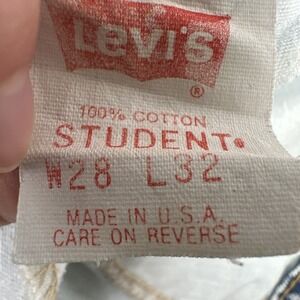 Levi's
®
100% COTTON
STUDENT•
W28 L32
MADE IN U.S.A.
CARE ON REVERSE